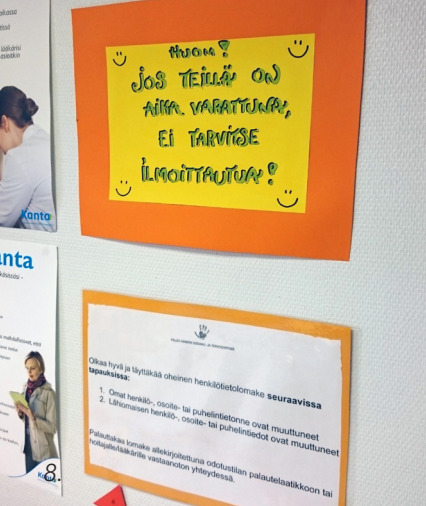 HUOM!
JOS TEILLÄ ON
AIKA VARATTUNA,
EI TARVITSE
ILMOITTAUTUA!
Kanta
anta
Kanta
8.
Olkaa hyvä ja täyttäkää oheinen henkilötietolomake seuraavissa
tapauksissa:
1. Omat henkilö-, osoite- tai puhelintietonne ovat muuttuneet
2. Lähiomaisen henkilö-, osoite- tai puhelintiedot ovat muuttuneet
Palauttakaa lomake allekirjoitettuna odotustilan palautelaatikkoon tai
hoitajalle/lääkärille vastaanoton yhteydessä.